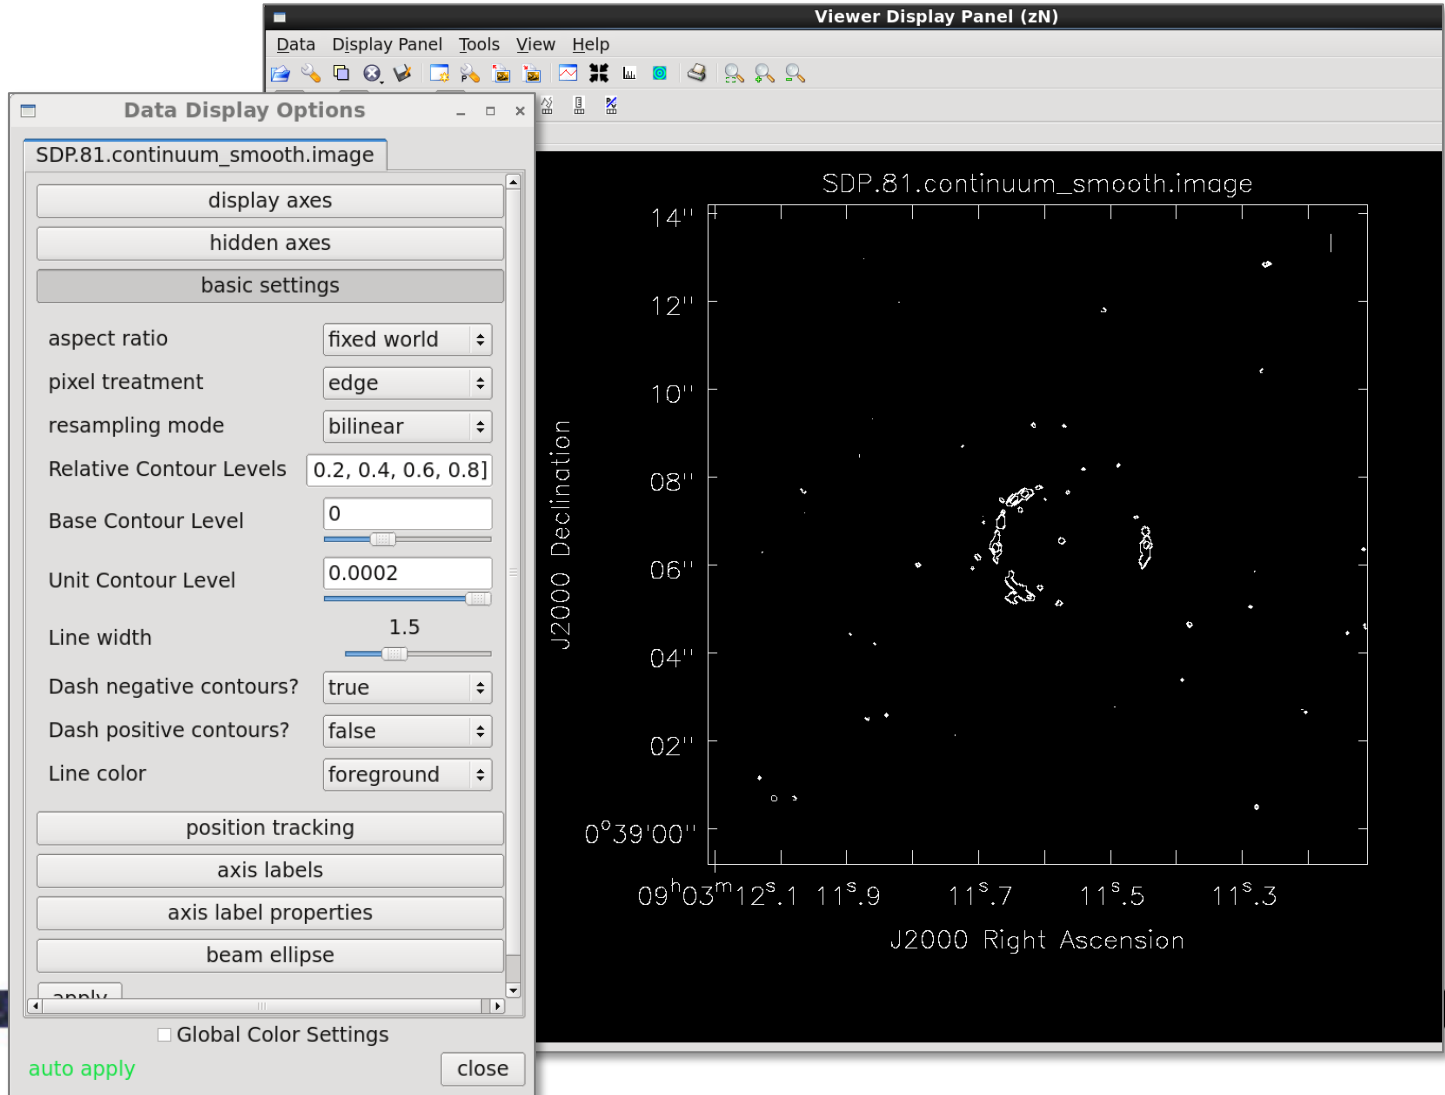 Viewer Display Panel (zN)
Data Display Panel Tools View Help
Data Display Options
SDP.81.continuum_smooth.image
display axes
hidden axes
basic settings
aspect ratio fixed world
pixel treatment edge
resampling mode bilinear
Relative Contour Levels 0.2, 0.4, 0.6, 0.8]
Base Contour Level 0
Unit Contour Level 0.0002
Line width 1.5
Dash negative contours? true
Dash positive contours? false
Line color foreground
position tracking
axis labels
axis label properties
beam ellipse
apply
Global Color Settings
auto apply close
SDP.81.continuum_smooth.image
14''
12''
10''
08''
06''
04''
02''
0°39'00''
J2000 Declination
09ʰ03ᵐ12ˢ.1 11ˢ.9 11ˢ.7 11ˢ.5 11ˢ.3
J2000 Right Ascension